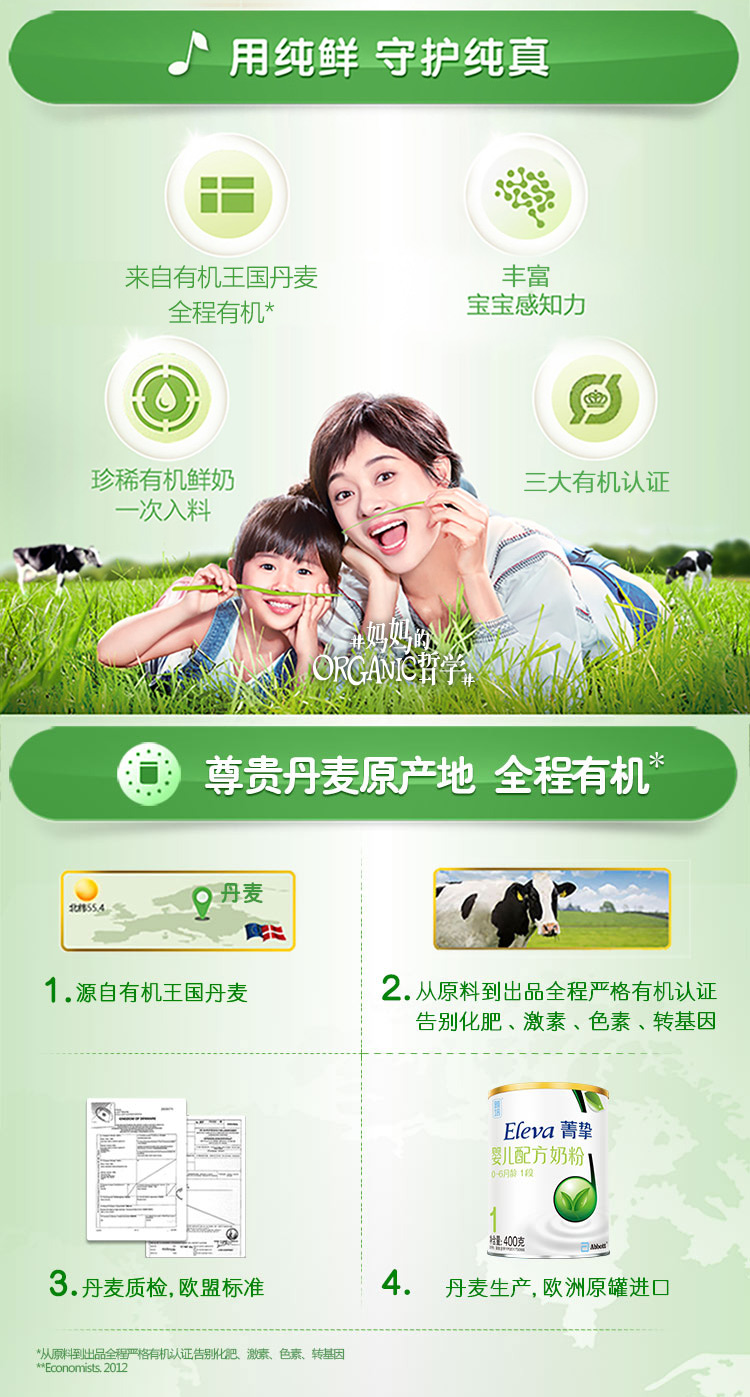 用纯鲜 守护纯真
来自有机王国丹麦
全程有机*
丰富
宝宝感知力
珍稀有机鲜奶
一次入料
三大有机认证
#妈妈的
ORGANIC哲学#
尊贵丹麦原产地 全程有机*
丹麦
北纬55.4
1.源自有机王国丹麦
2.从原料到出品全程严格有机认证
告别化肥、激素、色素、转基因
KINGDOM OF DENMARK
Eleva 菁挚
婴儿配方奶粉
0-6月龄 1段
1
净含量: 400克
Abbott
3.丹麦质检,欧盟标准
4. 丹麦生产,欧洲原罐进口
*从原料到出品全程严格有机认证,告别化肥、激素、色素、转基因
**Economists. 2012